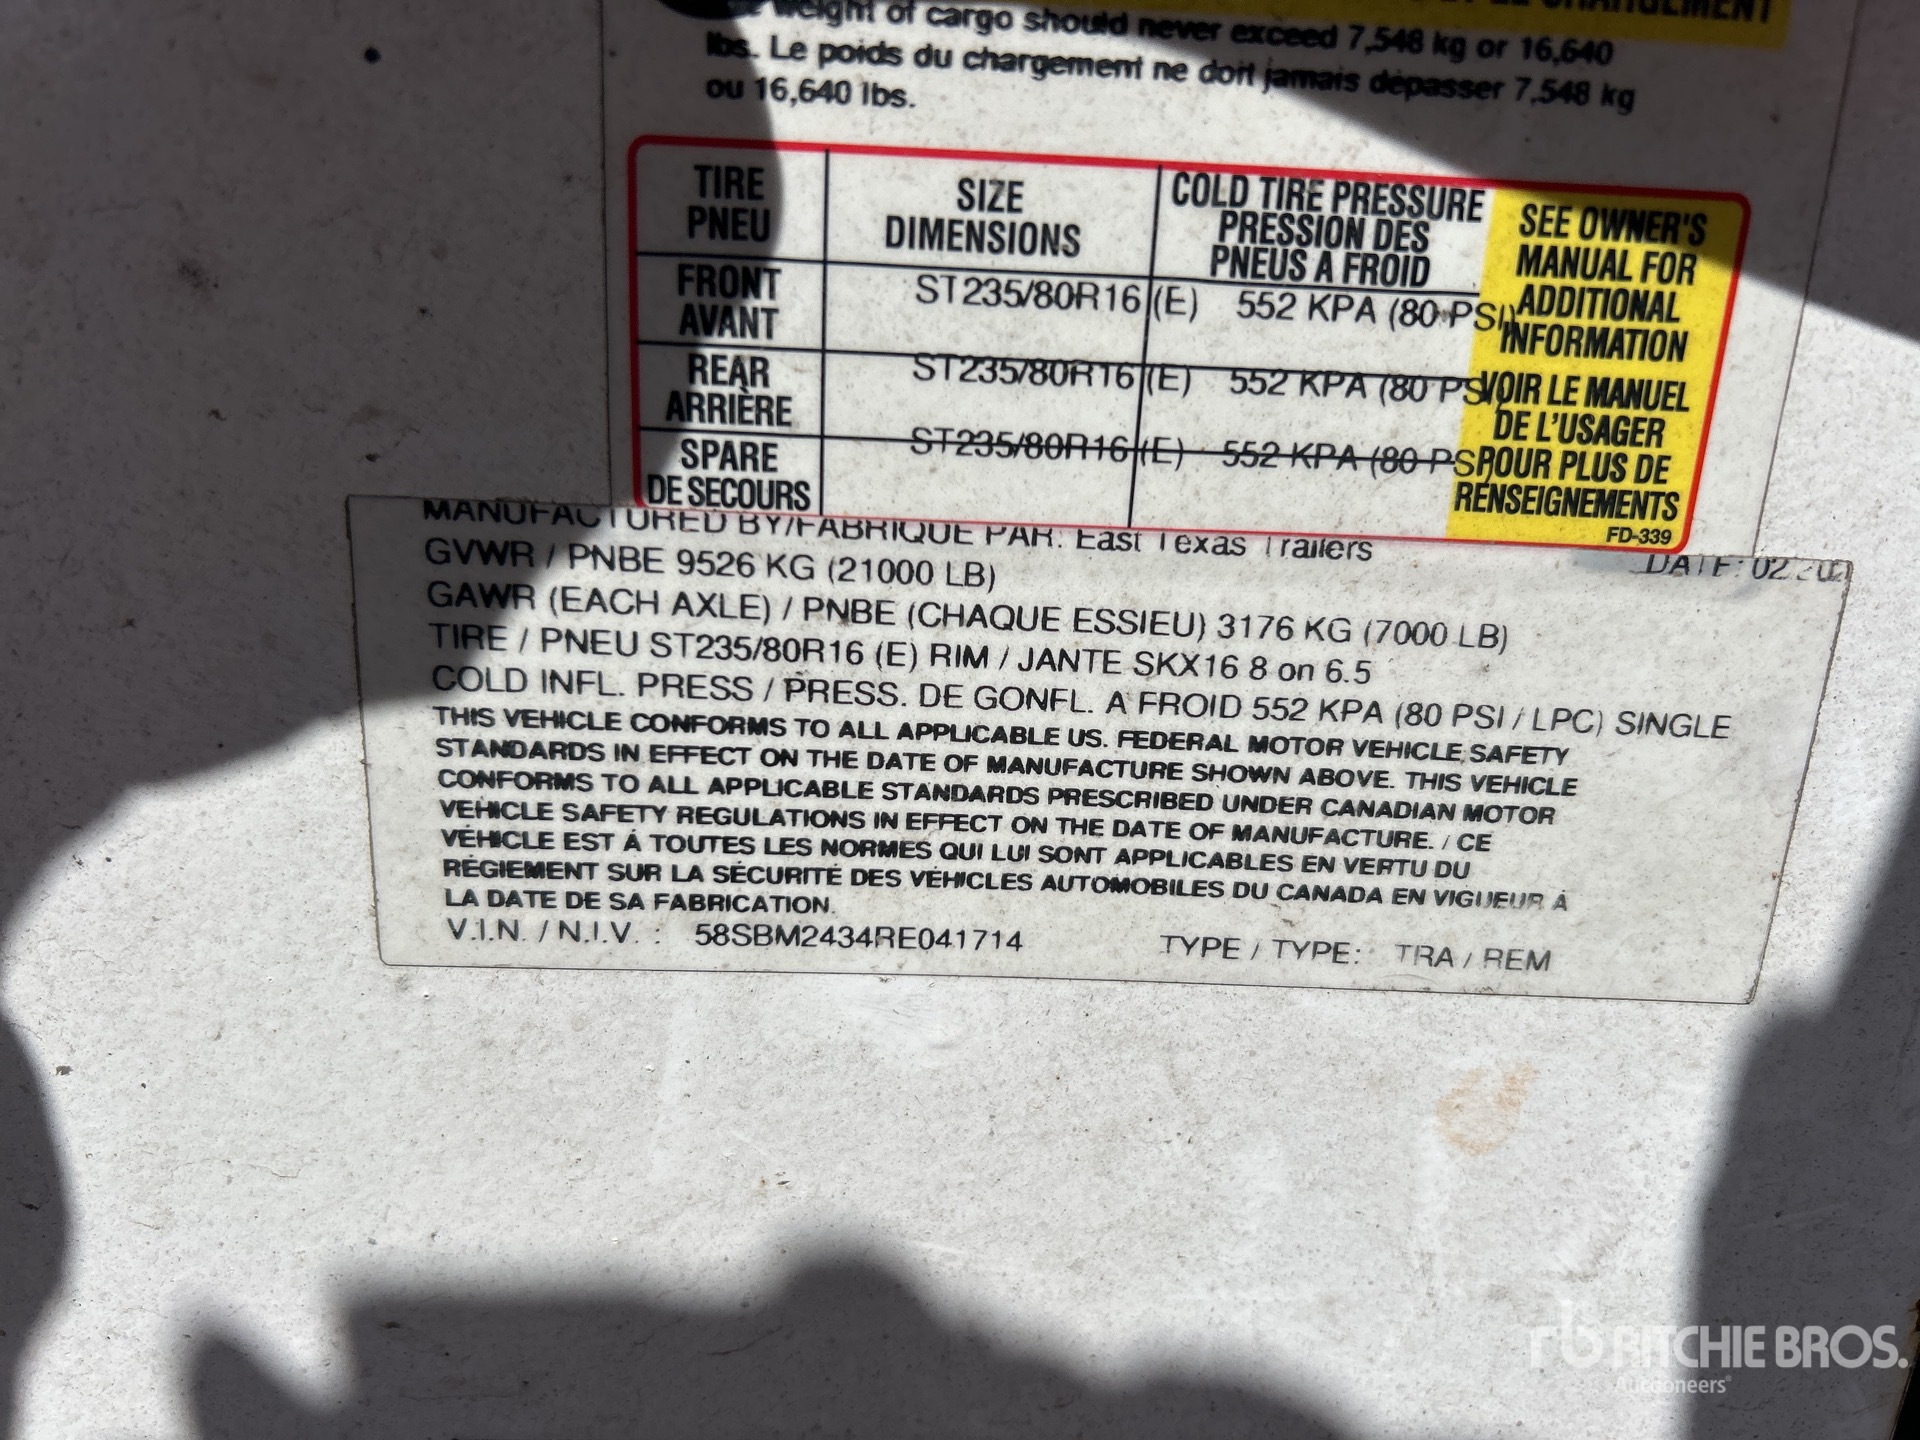 LE CHARGEMENT
weight of cargo should never exceed 7,548 kg or 16,640
lbs. Le poids du chargement ne doit jamais dépasser 7,548 kg
ou 16,640 lbs.
TIRE
PNEU
SIZE
DIMENSIONS
COLD TIRE PRESSURE
PRESSION DES
PNEUS A FROID
SEE OWNER'S
MANUAL FOR
ADDITIONAL
INFORMATION
VOIR LE MANUEL
DE L'USAGER
POUR PLUS DE
RENSEIGNEMENTS
FD-339
FRONT
AVANT
ST235/80R16 (E) 552 KPA (80 PSI)
REAR
ARRIÈRE
ST235/80R16 (E) 552 KPA (80 PSI)
SPARE
DE SECOURS
ST235/80R16 (E) 552 KPA (80 PSI)
MANUFACTURED BY/FABRIQUE PAR: East Texas Trailers DATE: 02
GVWR / PNBE 9526 KG (21000 LB)
GAWR (EACH AXLE) / PNBE (CHAQUE ESSIEU) 3176 KG (7000 LB)
TIRE / PNEU ST235/80R16 (E) RIM / JANTE SKX16 8 on 6.5
COLD INFL. PRESS / PRESS. DE GONFL. A FROID 552 KPA (80 PSI / LPC) SINGLE
THIS VEHICLE CONFORMS TO ALL APPLICABLE US. FEDERAL MOTOR VEHICLE SAFETY
STANDARDS IN EFFECT ON THE DATE OF MANUFACTURE SHOWN ABOVE. THIS VEHICLE
CONFORMS TO ALL APPLICABLE STANDARDS PRESCRIBED UNDER CANADIAN MOTOR
VEHICLE SAFETY REGULATIONS IN EFFECT ON THE DATE OF MANUFACTURE. / CE
VÉHICLE EST Á TOUTES LES NORMES QUI LUI SONT APPLICABLES EN VERTU DU
RÉGIEMENT SUR LA SÉCURITÉ DES VÉHICLES AUTOMOBILES DU CANADA EN VIGUEUR Á
LA DATE DE SA FABRICATION.
V.I.N. / N.I.V. : 58SBM2434RE041714 TYPE / TYPE: TRA / REM
rb RITCHIE BROS.
Auctioneers